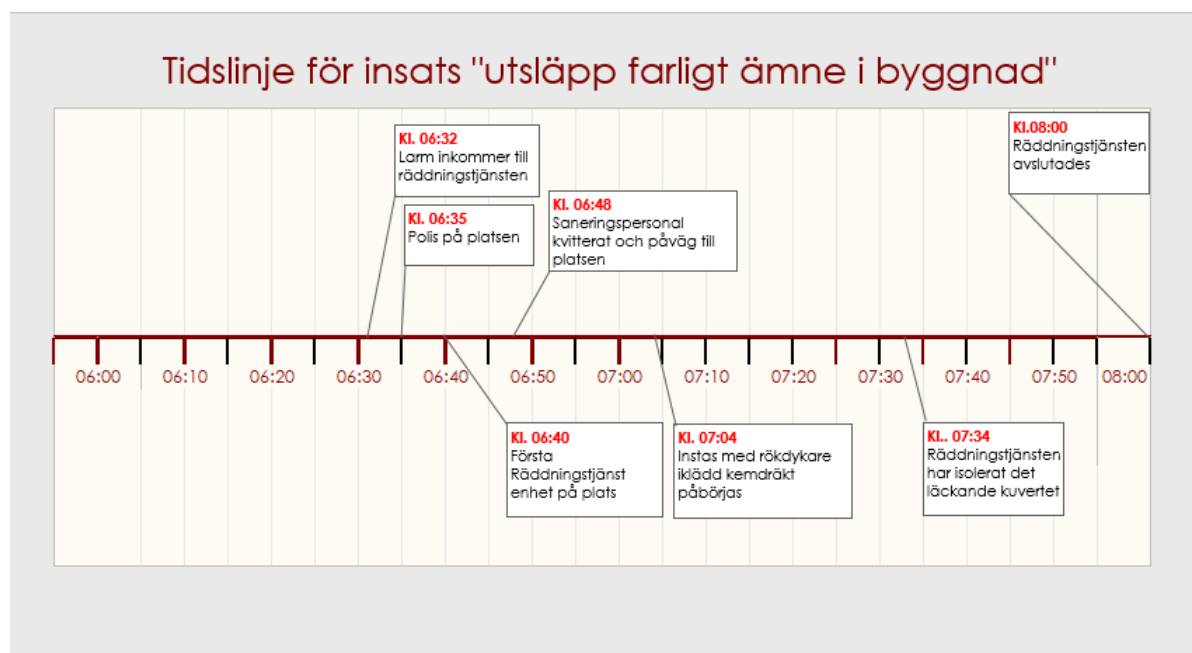 Tidslinje för insats "utsläpp farligt ämne i byggnad"
Kl. 06:32
Larm inkommer till
räddningstjänsten
Kl. 06:35
Polis på platsen
Kl. 06:48
Saneringspersonal
kvitterat och påväg till
platsen
Kl.08:00
Räddningstjänsten
avslutades
06:00 06:10 06:20 06:30 06:40 06:50 07:00 07:10 07:20 07:30 07:40 07:50 08:00
Kl. 06:40
Första
Räddningstjänst
enhet på plats
Kl. 07:04
Instas med rökdykare
iklädd kemdräkt
påbörjas
Kl.. 07:34
Räddningstjänsten
har isolerat det
läckande kuvertet